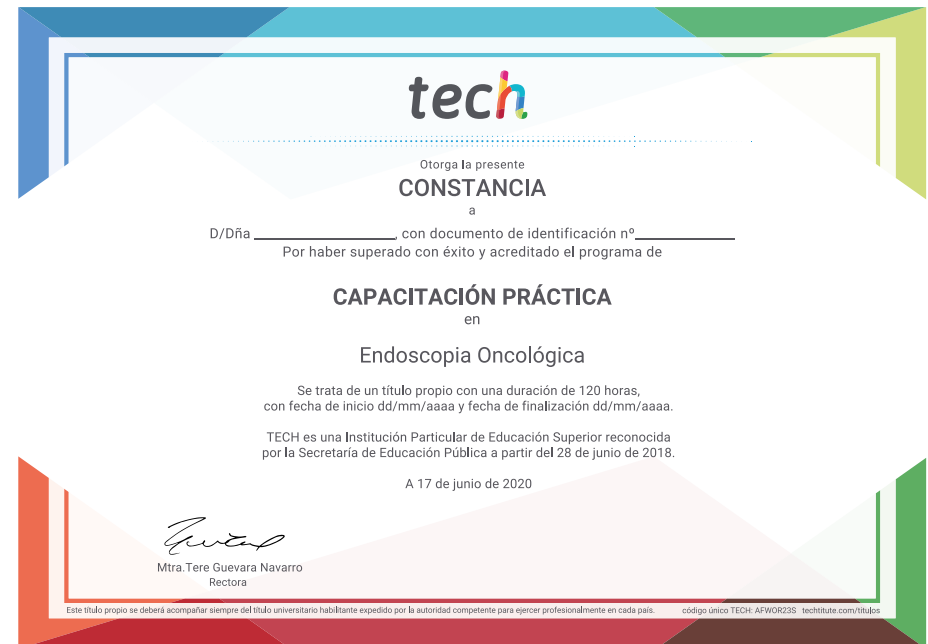 tech
Otorga la presente
CONSTANCIA
a
D/Dña ____________________, con documento de identificación nº______________
Por haber superado con éxito y acreditado el programa de
CAPACITACIÓN PRÁCTICA
en
Endoscopia Oncológica
Se trata de un título propio con una duración de 120 horas,
con fecha de inicio dd/mm/aaaa y fecha de finalización dd/mm/aaaa.
TECH es una Institución Particular de Educación Superior reconocida
por la Secretaría de Educación Pública a partir del 28 de junio de 2018.
A 17 de junio de 2020
Mtra.Tere Guevara Navarro
Rectora
Este título propio se deberá acompañar siempre del título universitario habilitante expedido por la autoridad competente para ejercer profesionalmente en cada país. código único TECH: AFWOR23S techtitute.com/titulos